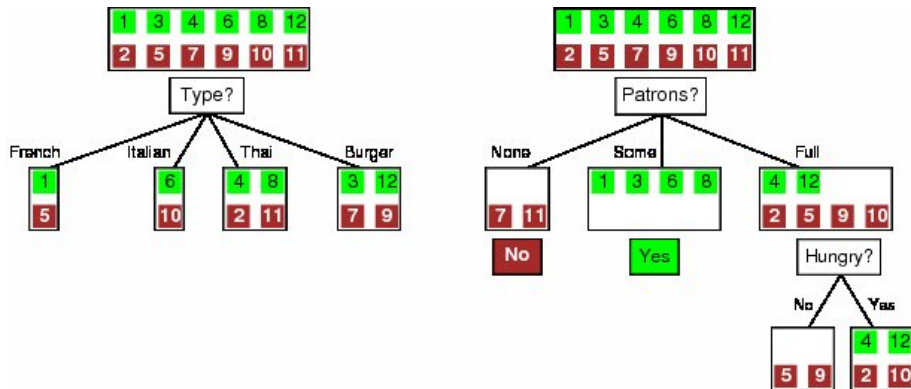 1 3 4 6 8 12 1 3 4 6 8 12
2 5 7 9 10 11 2 5 7 9 10 11
Type? Patrons?
French Italian Thai Burger None Some Full
1 6 4 8 3 12 1 3 6 8 4 12
5 10 2 11 7 9 7 11 2 5 9 10
No Yes Hungry?
No Yes
4 12
5 9 2 10